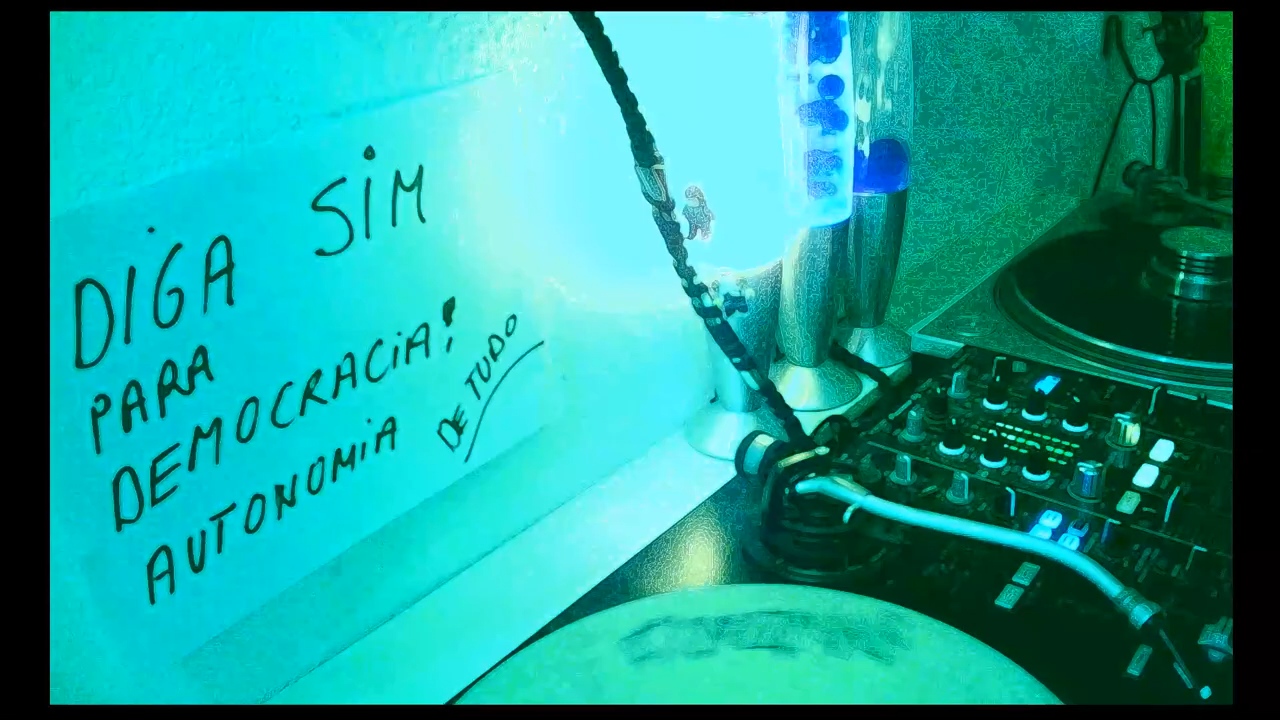 DIGA SIM
PARA
DEMOCRACIA!
AUTONOMIA
DE TUDO